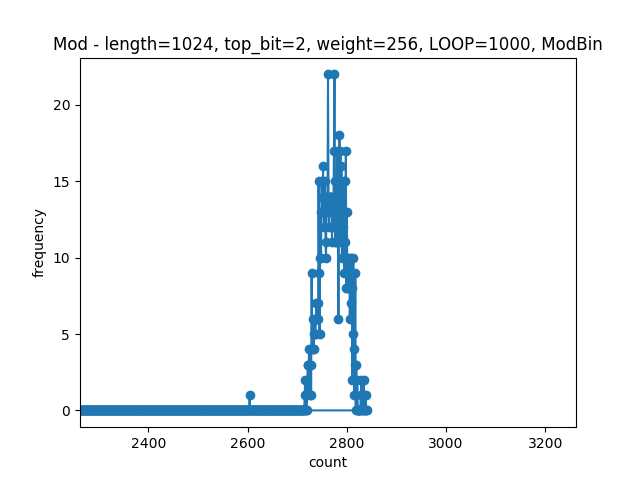 Mod - length=1024, top_bit=2, weight=256, LOOP=1000, ModBin
frequency
20
15
10
5
0
2400 2600 2800 3000 3200
count